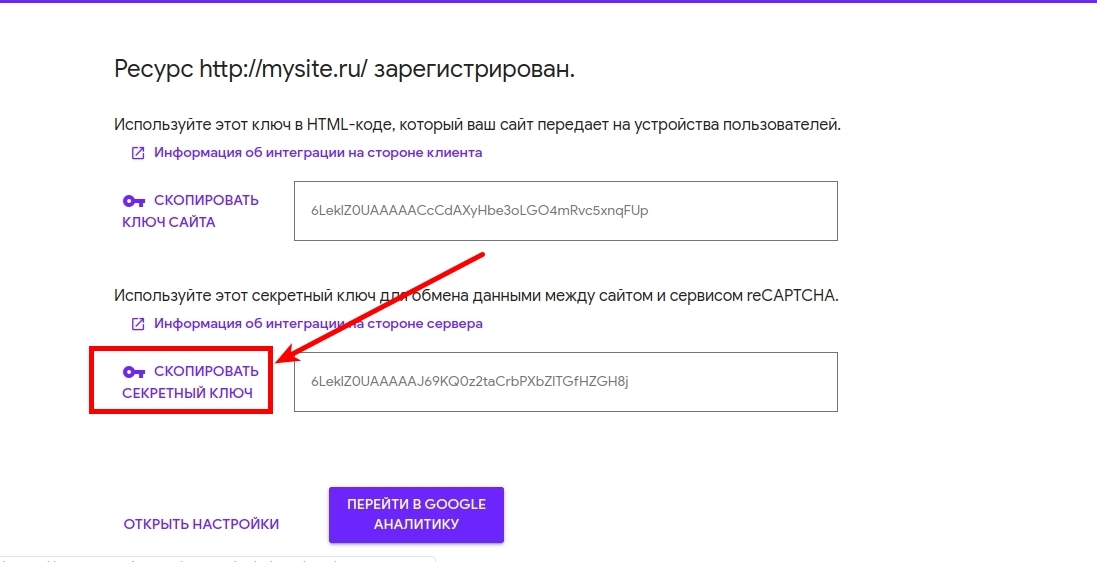 Ресурс http://mysite.ru/ зарегистрирован.
Используйте этот ключ в HTML-коде, который ваш сайт передает на устройства пользователей.
Информация об интеграции на стороне клиента
СКОПИРОВАТЬ
КЛЮЧ САЙТА
6LeklZ0UAAAAACcCdAXyHbe3oLGO4mRvc5xnqFUp
Используйте этот секретный ключ для обмена данными между сайтом и сервисом reCAPTCHA.
Информация об интеграции на стороне сервера
СКОПИРОВАТЬ
СЕКРЕТНЫЙ КЛЮЧ
6LeklZ0UAAAAAJ69KQ0z2taCrbPXbZlTGfHZGH8j
ОТКРЫТЬ НАСТРОЙКИ
ПЕРЕЙТИ В GOOGLE
АНАЛИТИКУ